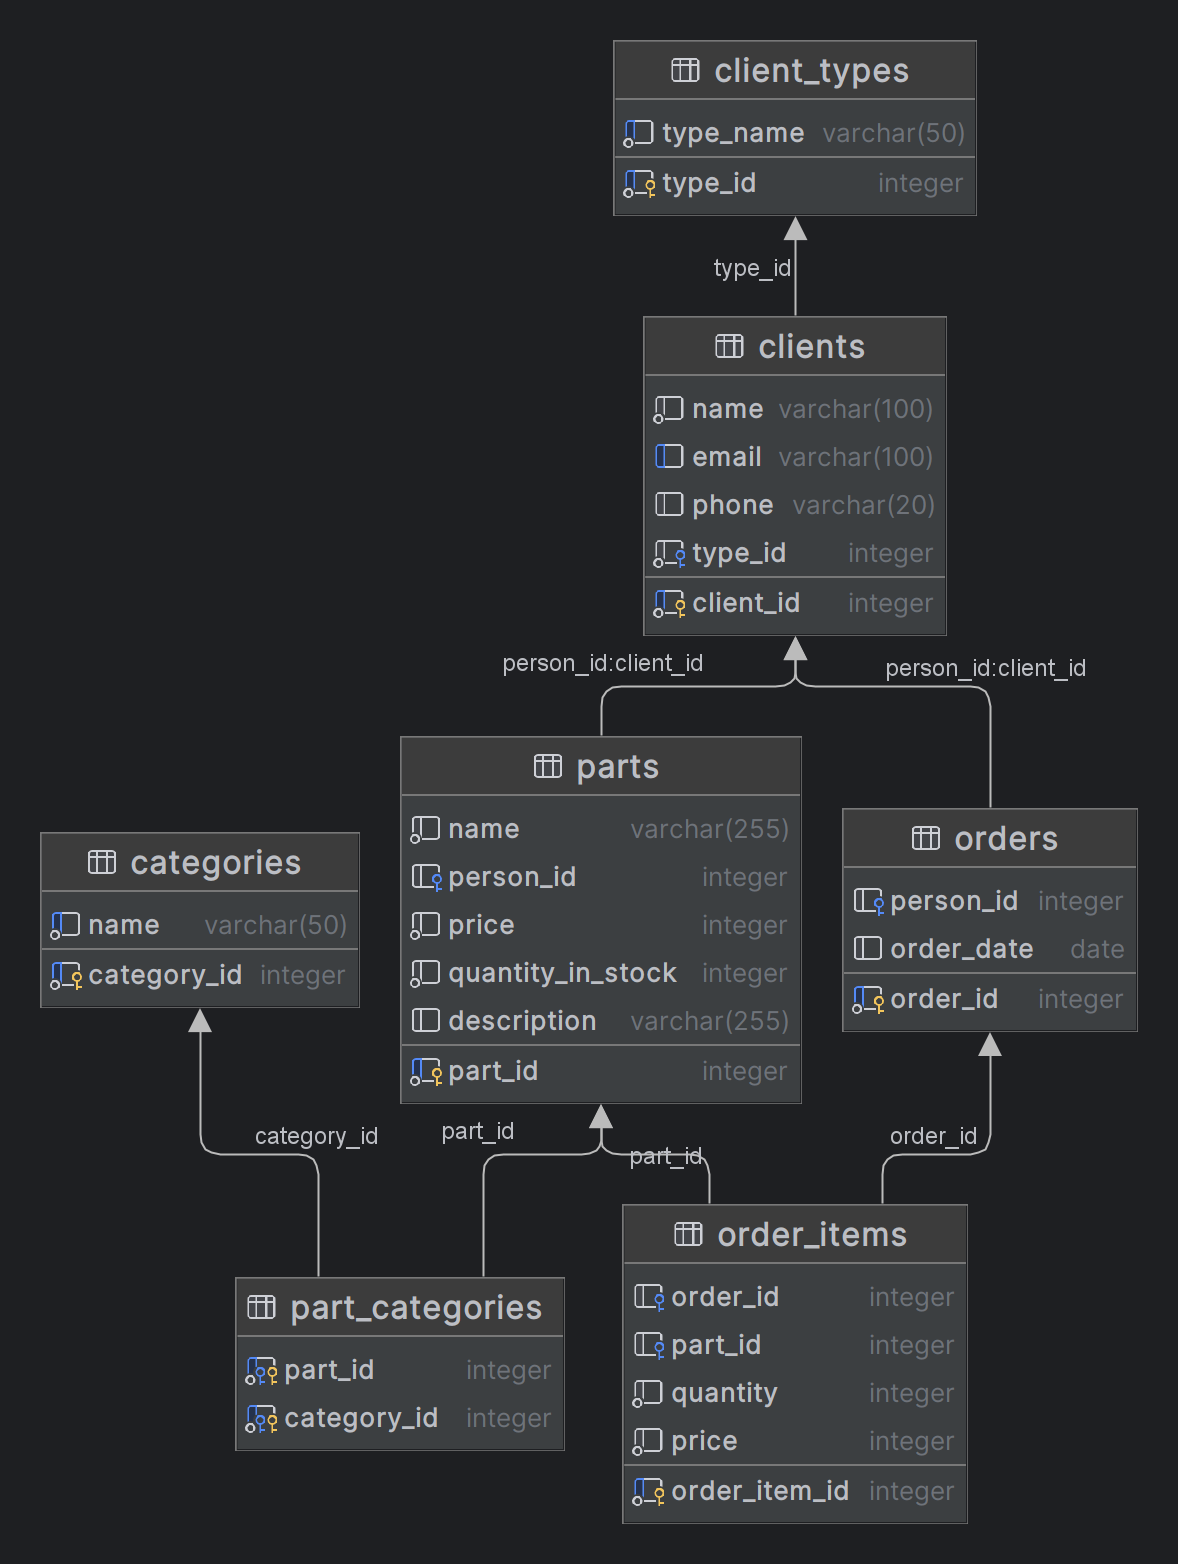 client_types
type_name varchar(50)
type_id integer
type_id
clients
name varchar(100)
email varchar(100)
phone varchar(20)
type_id integer
client_id integer
person_id:client_id
person_id:client_id
parts
name varchar(255)
person_id integer
price integer
quantity_in_stock integer
description varchar(255)
part_id integer
categories
name varchar(50)
category_id integer
orders
person_id integer
order_date date
order_id integer
category_id
part_id
part_id
order_id
order_items
order_id integer
part_id integer
quantity integer
price integer
order_item_id integer
part_categories
part_id integer
category_id integer